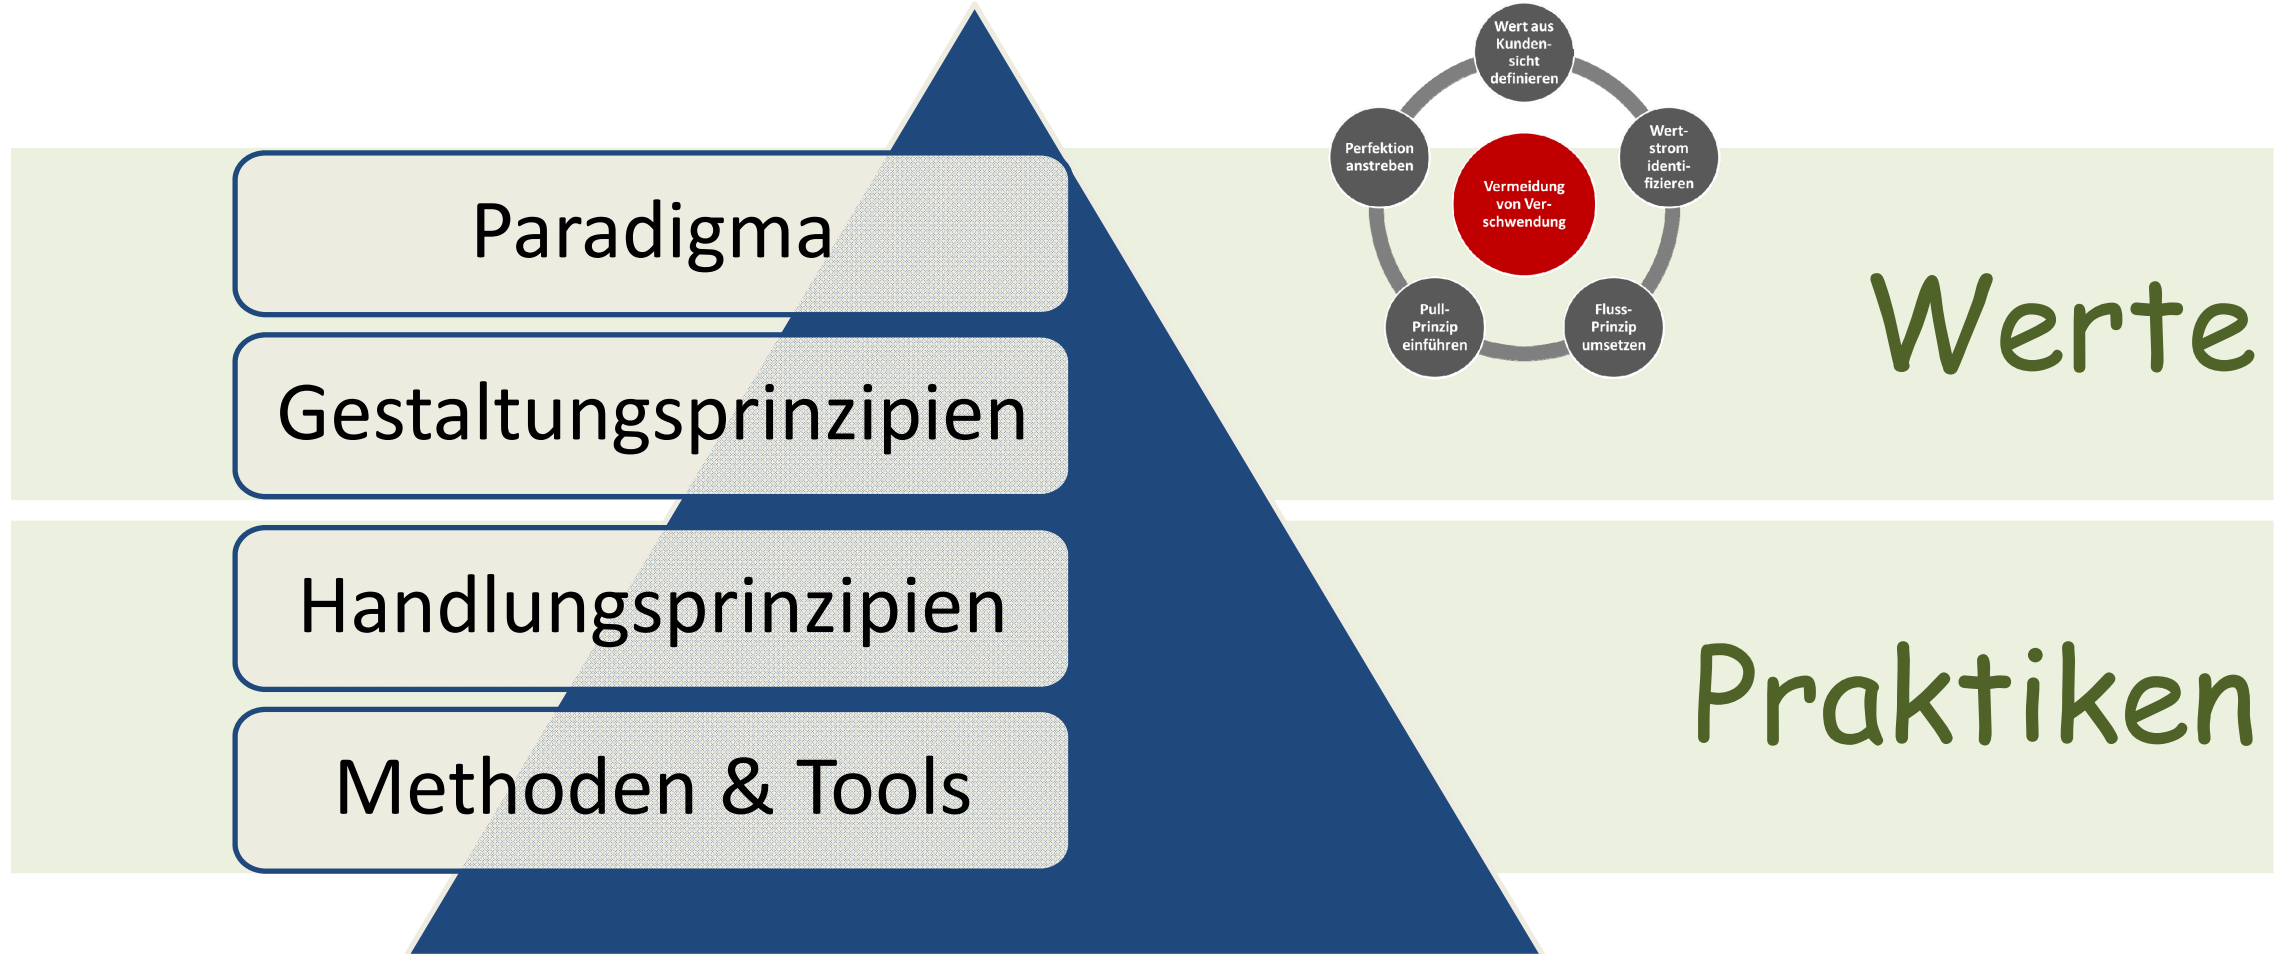 Paradigma
Gestaltungsprinzipien
Handlungsprinzipien
Methoden & Tools
Wert aus
Kunden-
sicht
definieren
Wert-
strom
identi-
fizieren
Fluss-
Prinzip
umsetzen
Pull-
Prinzip
einführen
Perfektion
anstreben
Vermeidung
von Ver-
schwendung
Werte
Praktiken